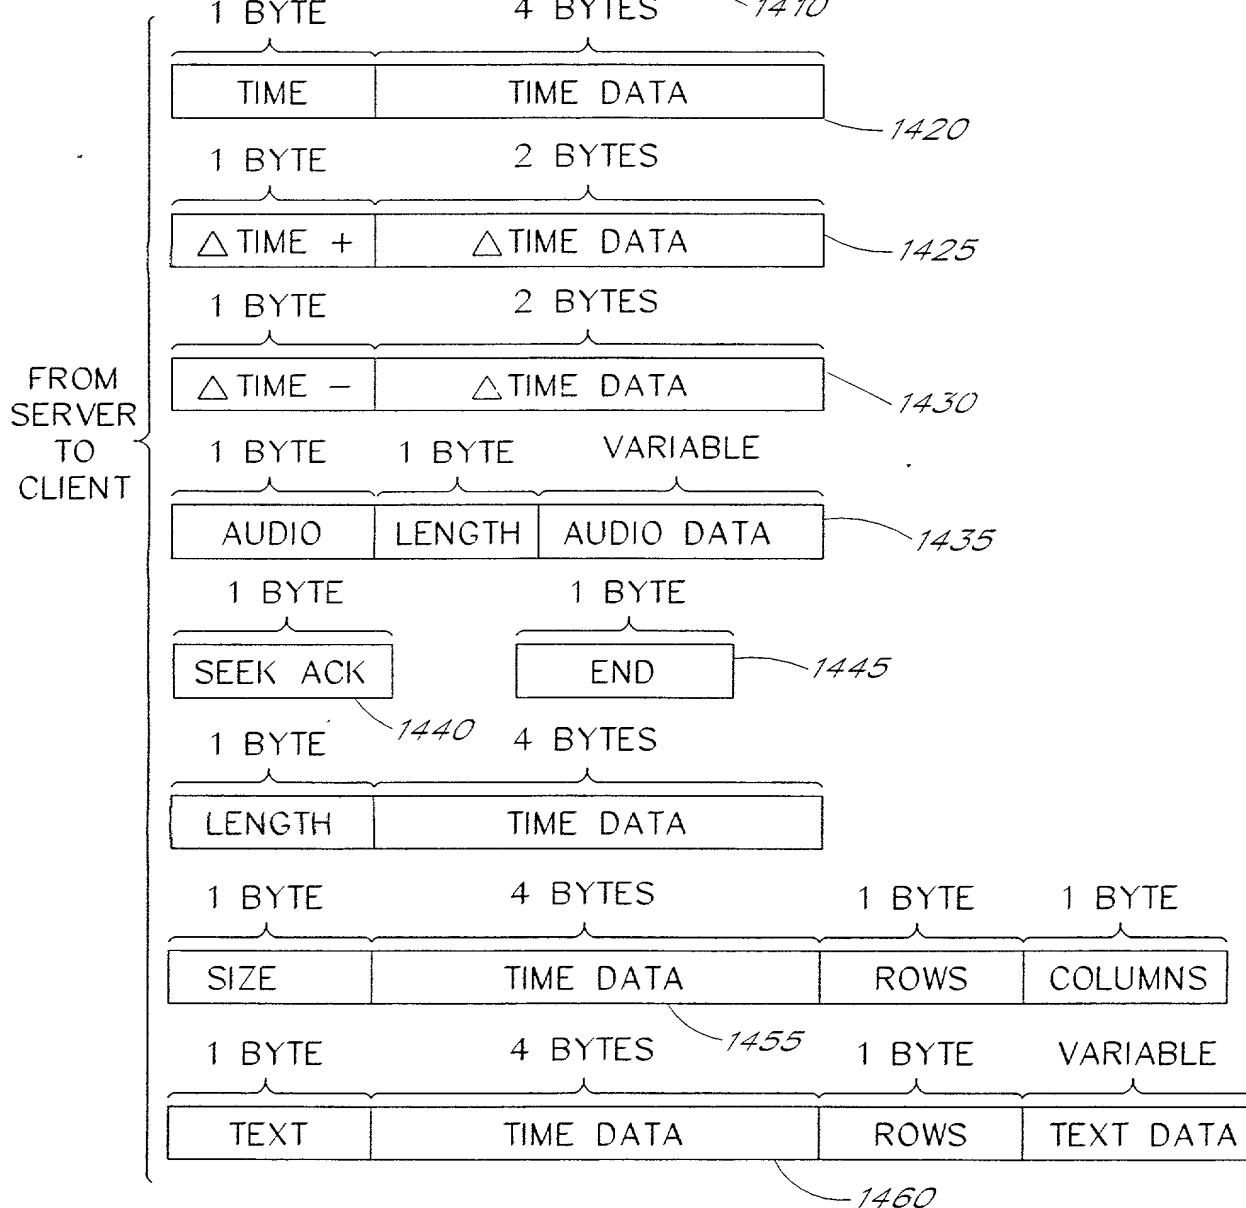 1 BYTE 4 BYTES 1410
TIME TIME DATA
1420
1 BYTE 2 BYTES
△ TIME + △ TIME DATA 1425
1 BYTE 2 BYTES
△ TIME − △ TIME DATA 1430
FROM
SERVER
TO
CLIENT
1 BYTE 1 BYTE VARIABLE
AUDIO LENGTH AUDIO DATA 1435
1 BYTE 1 BYTE
SEEK ACK END 1445
1440
1 BYTE 4 BYTES
LENGTH TIME DATA
1 BYTE 4 BYTES 1 BYTE 1 BYTE
SIZE TIME DATA ROWS COLUMNS
1455
1 BYTE 4 BYTES 1 BYTE VARIABLE
TEXT TIME DATA ROWS TEXT DATA
1460